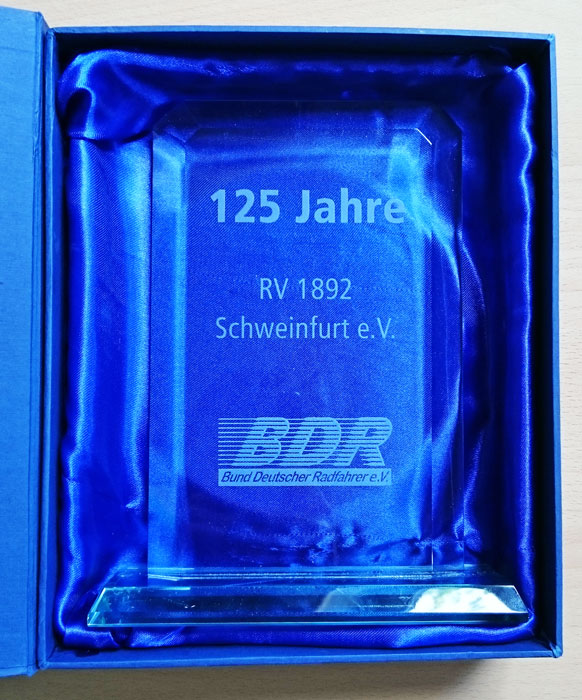 125 Jahre
RV 1892
Schweinfurt e.V.
BDR
Bund Deutscher Radfahrer e.V.